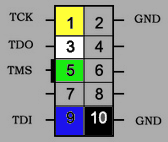 TCK 1 2 GND
TDO 3 4
TMS 5 6
7 8
TDI 9 10 GND